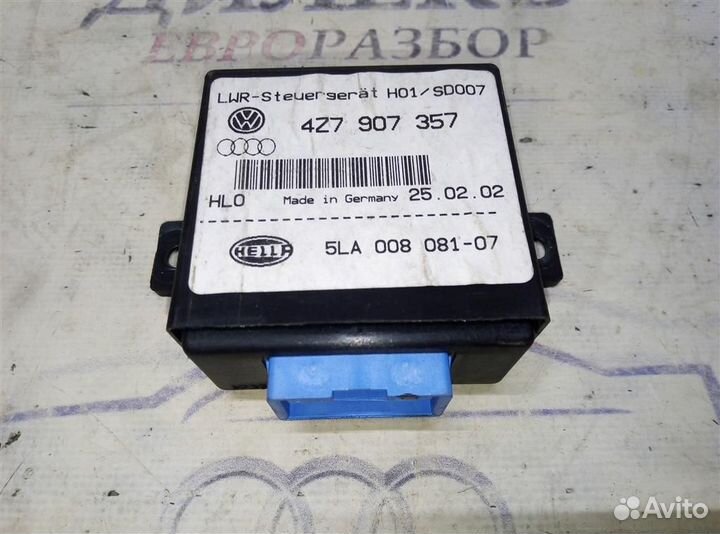 ЕВРОРАЗБОР
LWR-Steuergerät H01/SD007
4Z7 907 357
HLO Made in Germany 25.02.02
HELLA 5LA 008 081-07
Avito